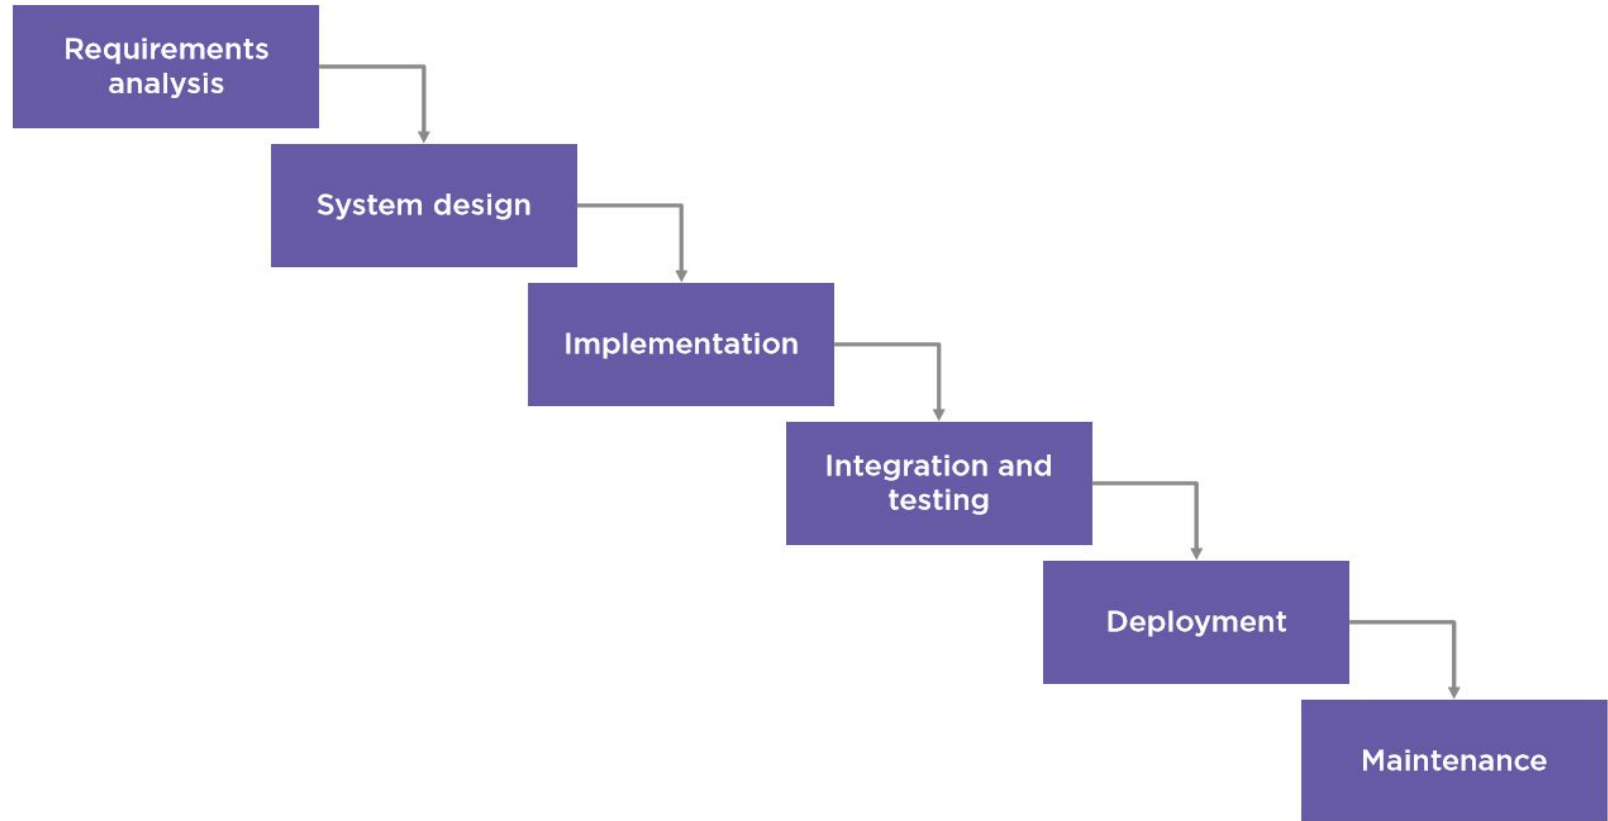 Requirements
analysis
System design
Implementation
Integration and
testing
Deployment
Maintenance